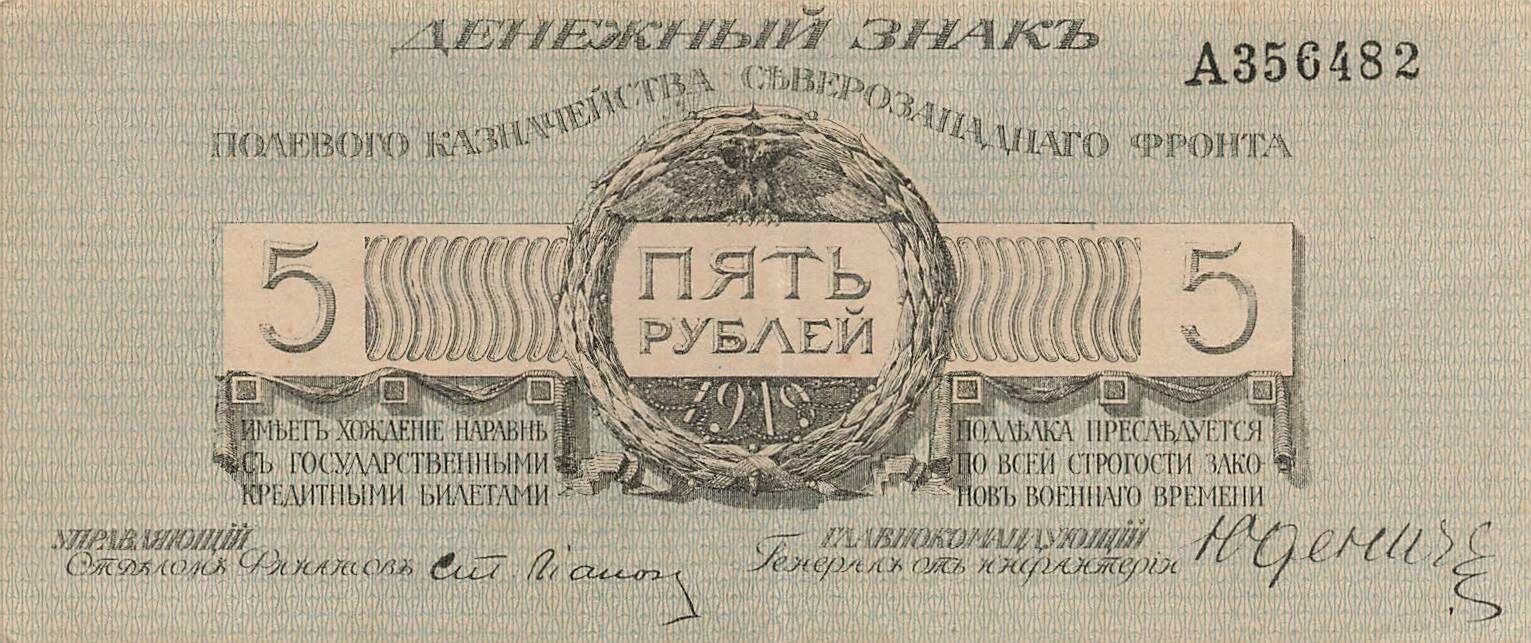 ДЕНЕЖНЫЙ ЗНАКЪ
А356482
ПОЛЕВОГО КАЗНАЧЕЙСТВА СѢВЕРОЗАПАДНАГО ФРОНТА
5
ПЯТЬ
РУБЛЕЙ
5
1919
ИМѢЕТЪ ХОЖДЕНІЕ НАРАВНѢ
СЪ ГОСУДАРСТВЕННЫМИ
КРЕДИТНЫМИ БИЛЕТАМИ
ПОДДѢЛКА ПРЕСЛѢДУЕТСЯ
ПО ВСЕЙ СТРОГОСТИ ЗАКО-
НОВЪ ВОЕННАГО ВРЕМЕНИ
УПРАВЛЯЮЩІЙ
Отдѣломъ Финансовъ
ГЛАВНОКОМАНДУЮЩІЙ
Генералъ отъ инфантеріи Юденичъ